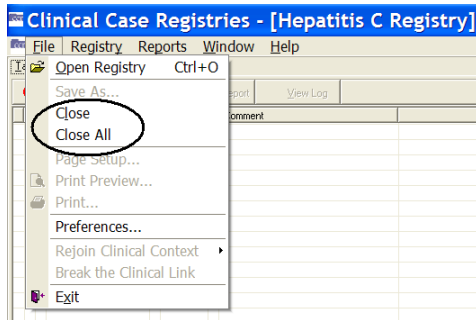 Clinical Case Registries - [Hepatitis C Registry]
File Registry Reports Window Help
Open Registry Ctrl+O
Save As...
View Log
Close
Comment
Close All
Page Setup...
Print Preview...
Print...
Preferences...
Rejoin Clinical Context
Break the Clinical Link
Exit